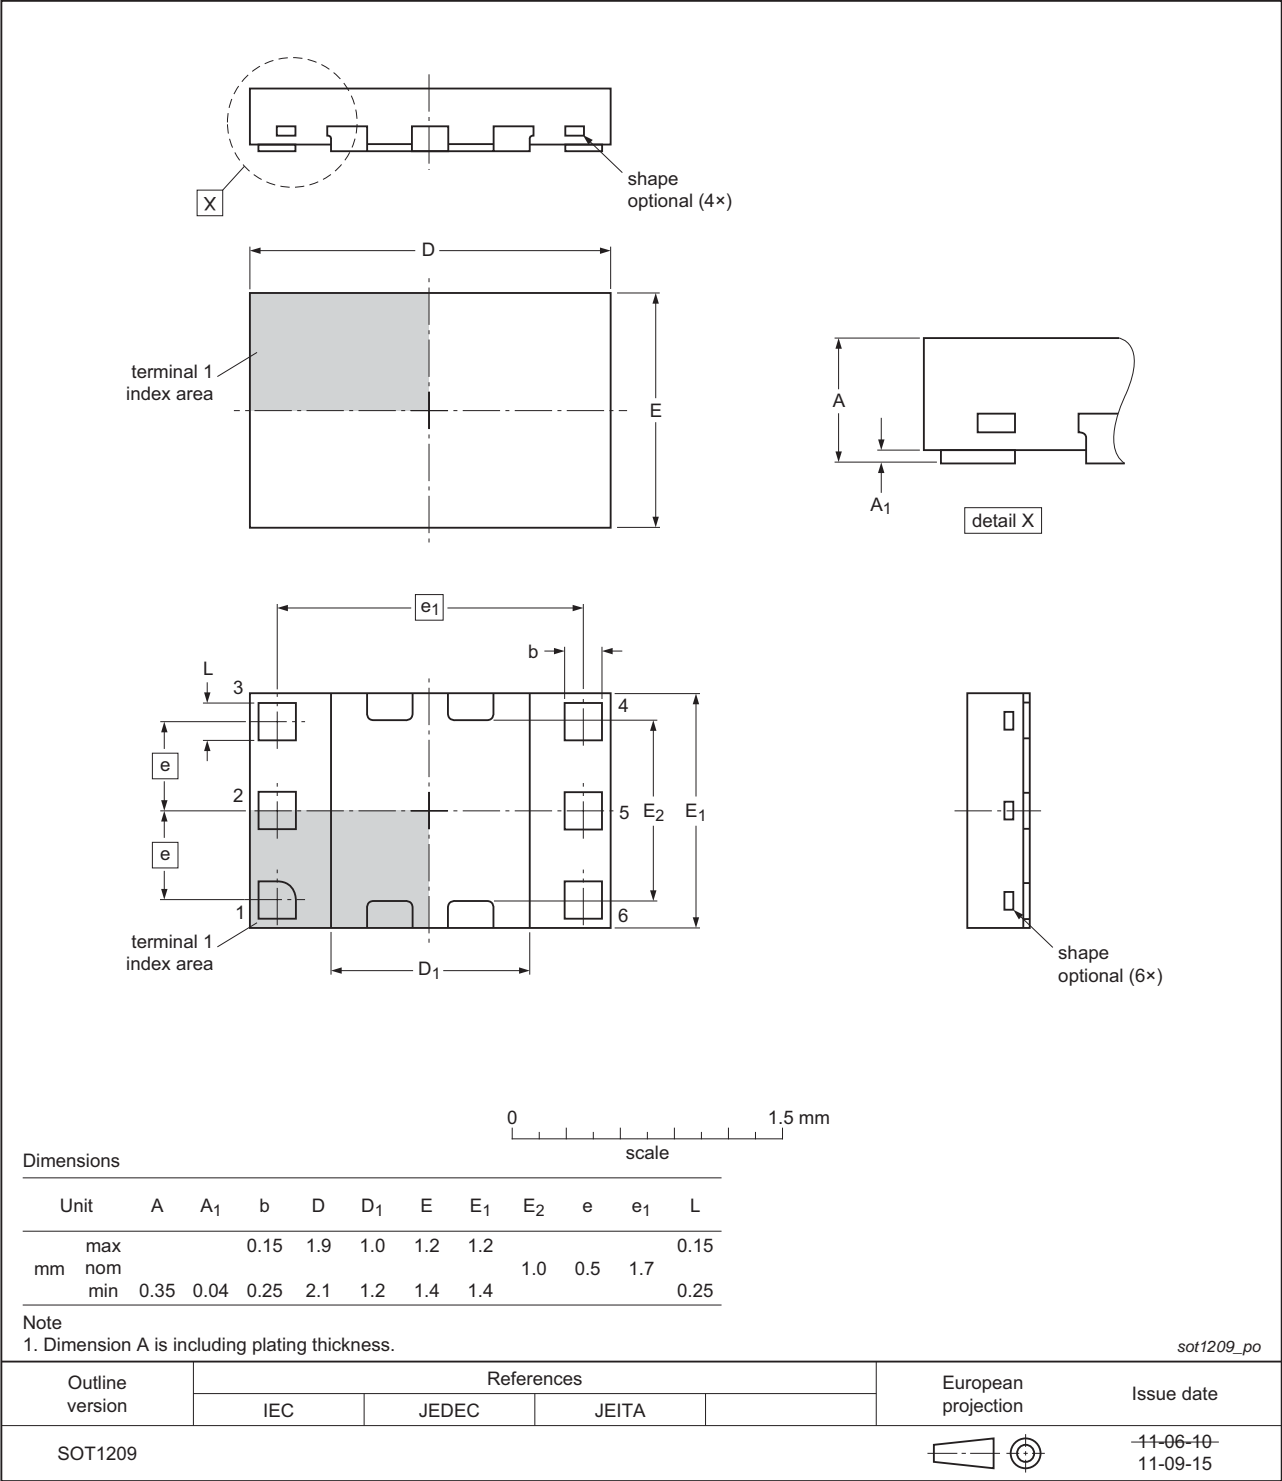 X
shape
optional (4×)
D
terminal 1
index area
E
A
A1
detail X
e1
b
L
3
4
e
2
5
E2
E1
e
1
6
terminal 1
index area
D1
shape
optional (6×)
0
1.5 mm
scale
Dimensions
Unit A A1 b D D1 E E1 E2 e e1 L
max 0.15 1.9 1.0 1.2 1.2 0.15
mm nom 1.0 0.5 1.7
min 0.35 0.04 0.25 2.1 1.2 1.4 1.4 0.25
Note
1. Dimension A is including plating thickness.
sot1209_po
Outline
version
References
European
projection
Issue date
IEC JEDEC JEITA
SOT1209
11-06-10
11-09-15